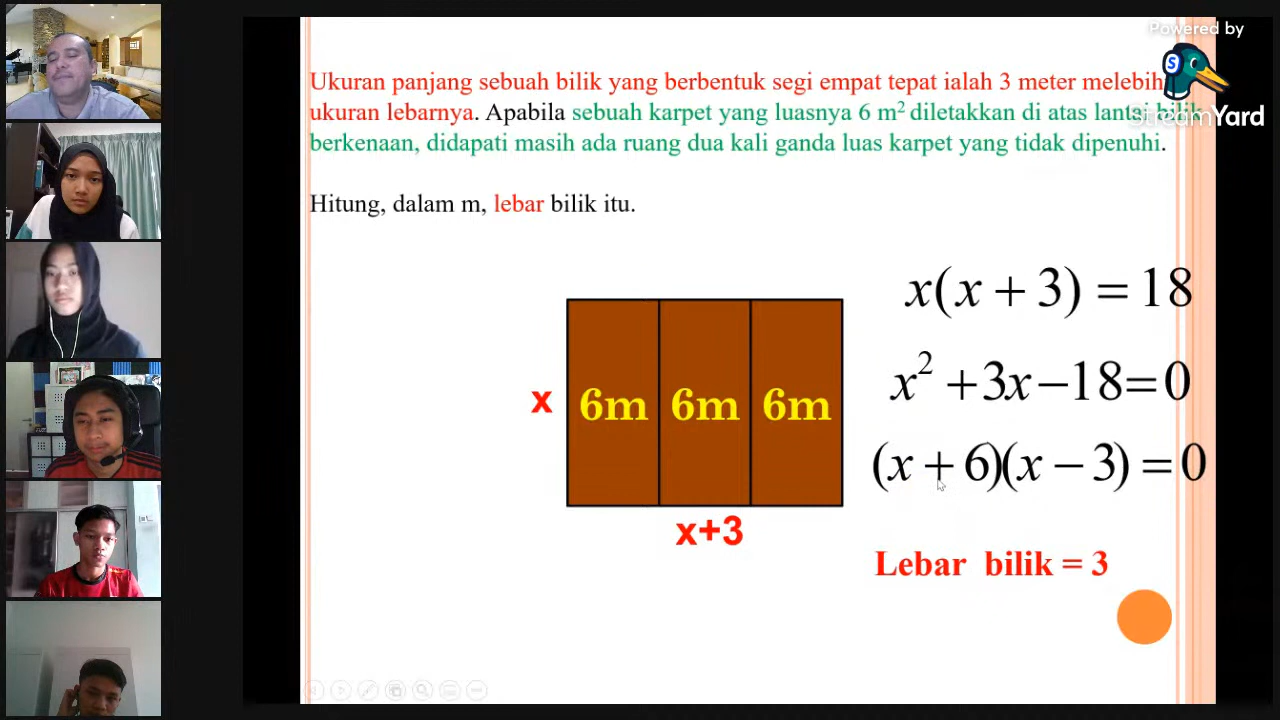 Powered by
StreamYard
Ukuran panjang sebuah bilik yang berbentuk segi empat tepat ialah 3 meter melebihi
ukuran lebarnya. Apabila sebuah karpet yang luasnya 6 m² diletakkan di atas lantai bilik
berkenaan, didapati masih ada ruang dua kali ganda luas karpet yang tidak dipenuhi.
Hitung, dalam m, lebar bilik itu.
x(x + 3) = 18
x² +3x−18=0
x
6m 6m 6m
(x + 6)(x − 3) = 0
x+3
Lebar bilik = 3